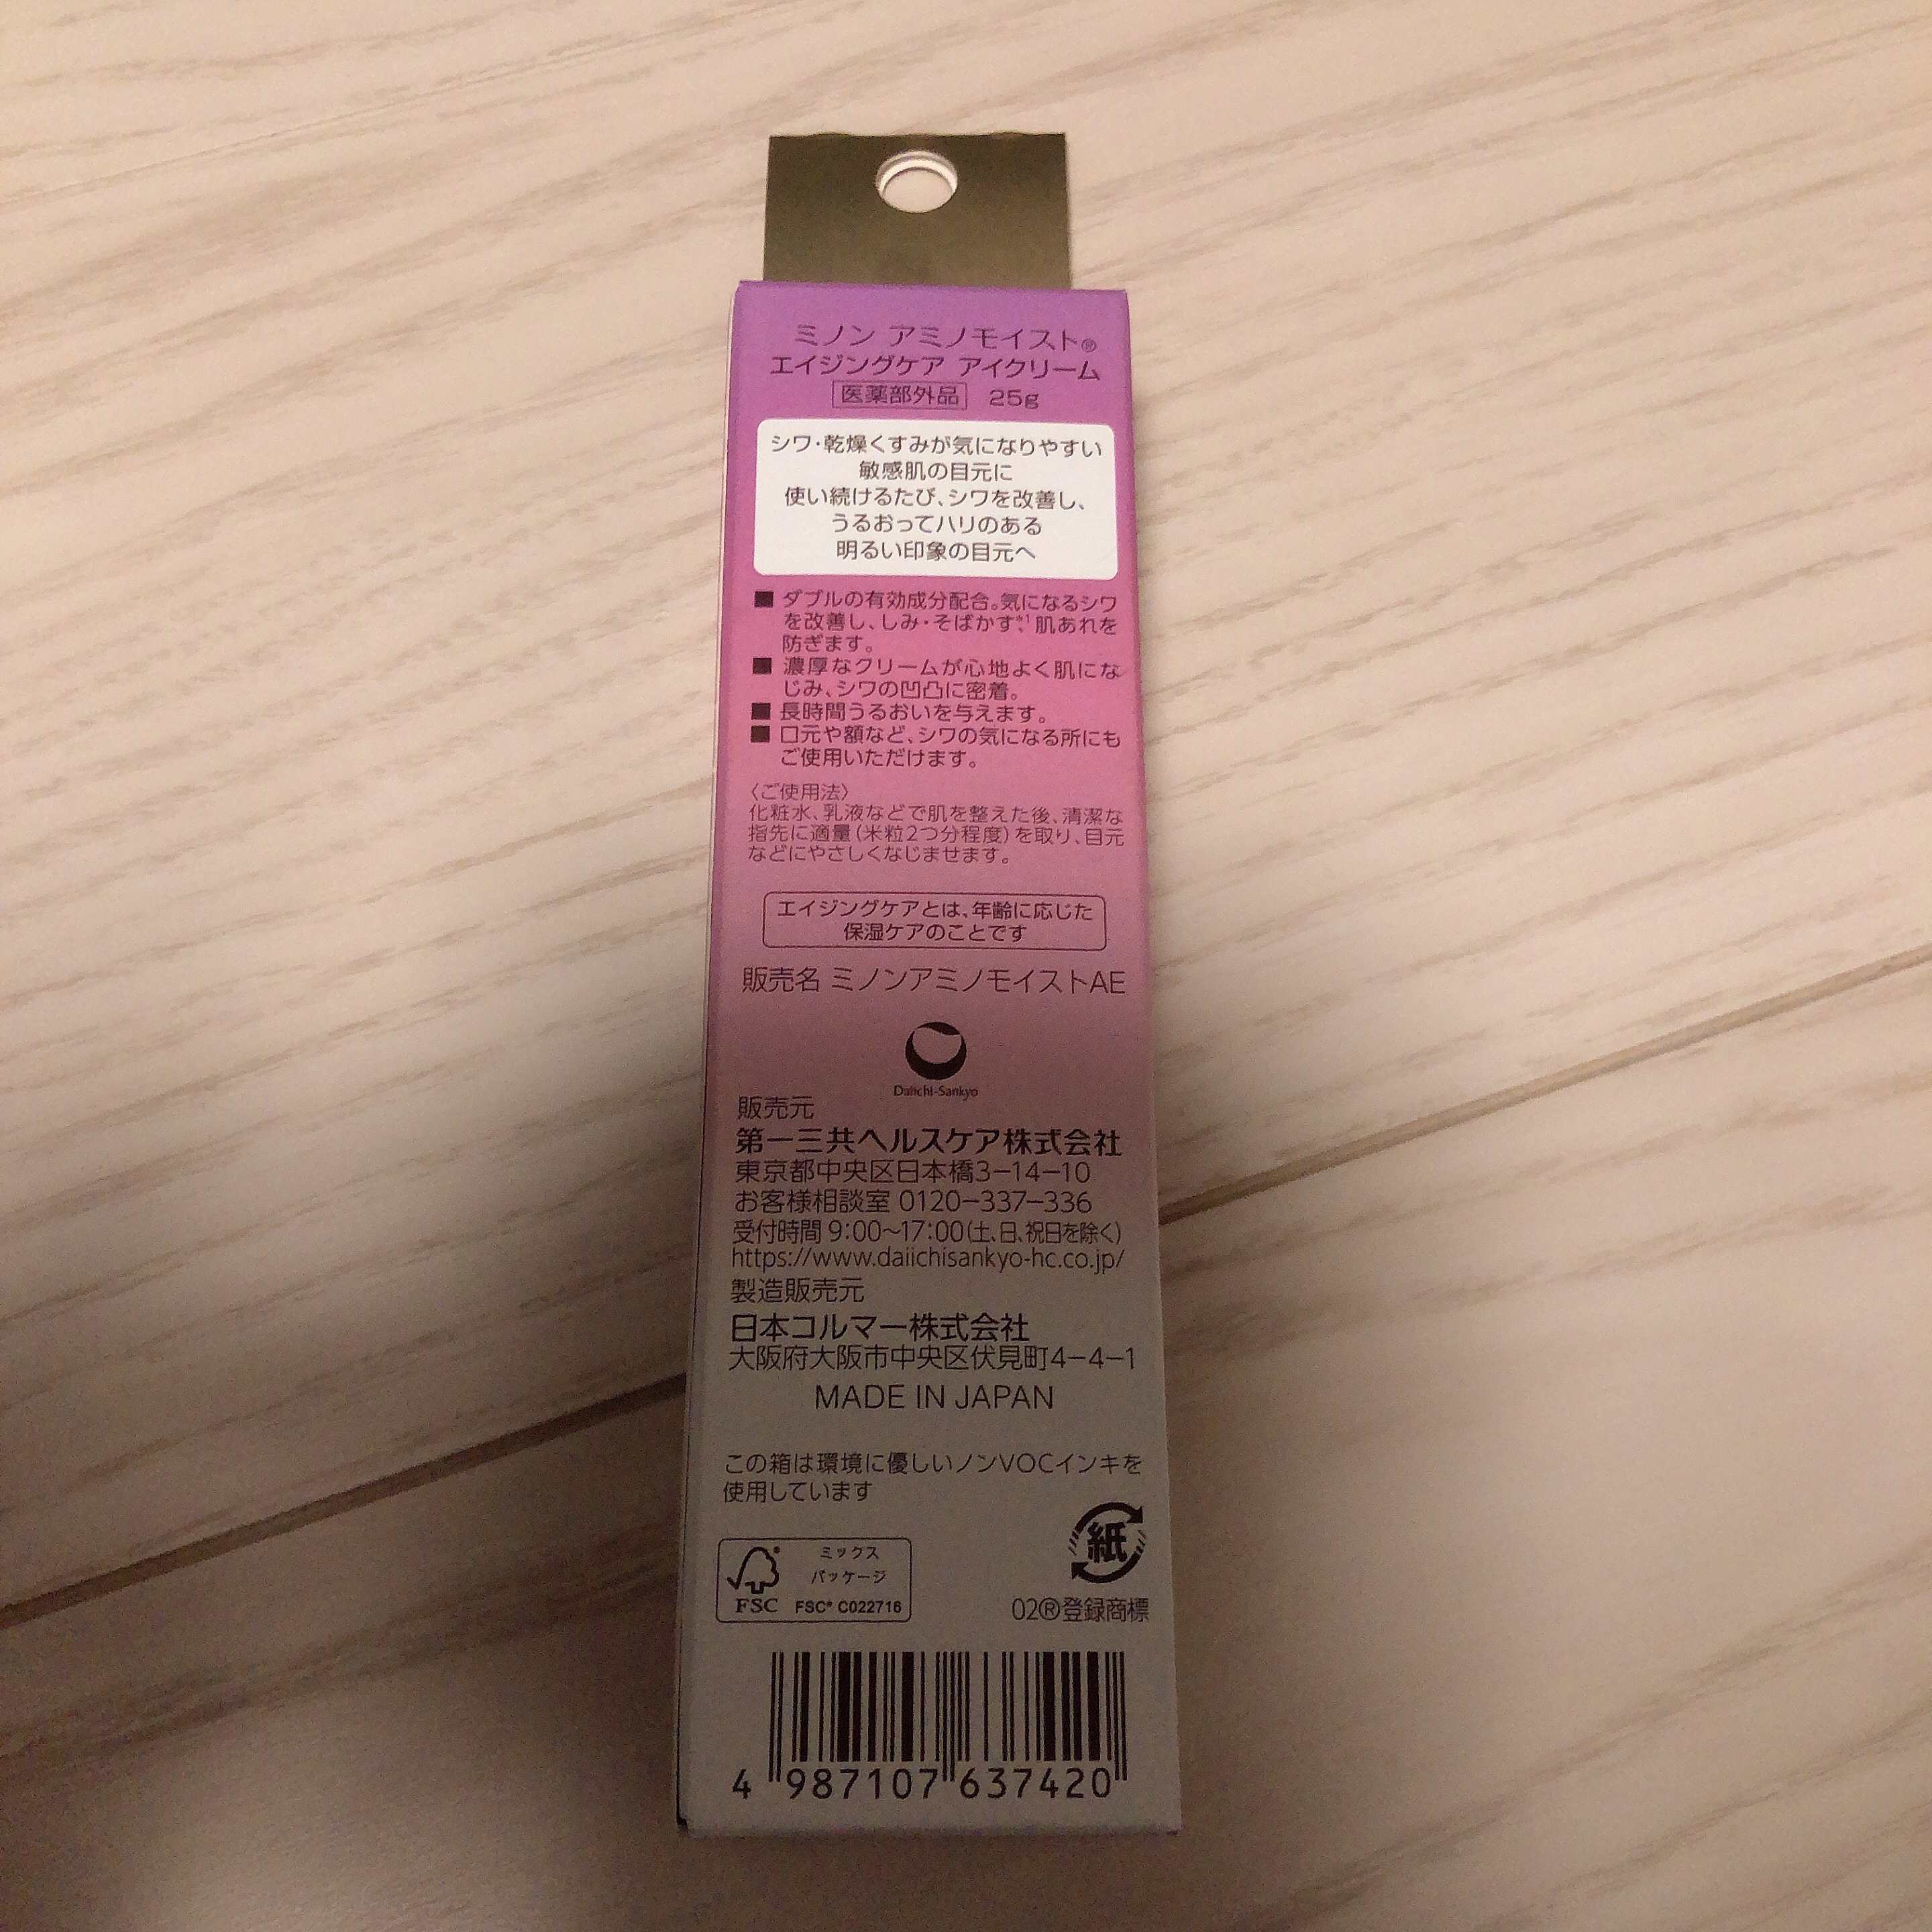 ミノン アミノモイスト®
エイジングケア アイクリーム
医薬部外品 25g
シワ・乾燥くすみが気になりやすい
敏感肌の目元に
使い続けるたび、シワを改善し、
うるおってハリのある
明るい印象の目元へ
■ ダブルの有効成分配合。気になるシワ
を改善し、しみ・そばかす*1、肌あれを
防ぎます。
■ 濃厚なクリームが心地よく肌にな
じみ、シワの凹凸に密着。
■ 長時間うるおいを与えます。
■ 口元や額など、シワの気になる所にも
ご使用いただけます。
〈ご使用法〉
化粧水、乳液などで肌を整えた後、清潔な
指先に適量(米粒2つ分程度)を取り、目元
などにやさしくなじませます。
エイジングケアとは、年齢に応じた
保湿ケアのことです
販売名 ミノンアミノモイストAE
Daiichi-Sankyo
販売元
第一三共ヘルスケア株式会社
東京都中央区日本橋3−14−10
お客様相談室 0120−337−336
受付時間 9:00〜17:00(土、日、祝日を除く)
https://www.daiichisankyo-hc.co.jp/
製造販売元
日本コルマー株式会社
大阪府大阪市中央区伏見町4−4−1
MADE IN JAPAN
この箱は環境に優しいノンVOCインキを
使用しています
紙
ミックス
パッケージ
FSC FSC® C022716
02®登録商標
4 987107 637420